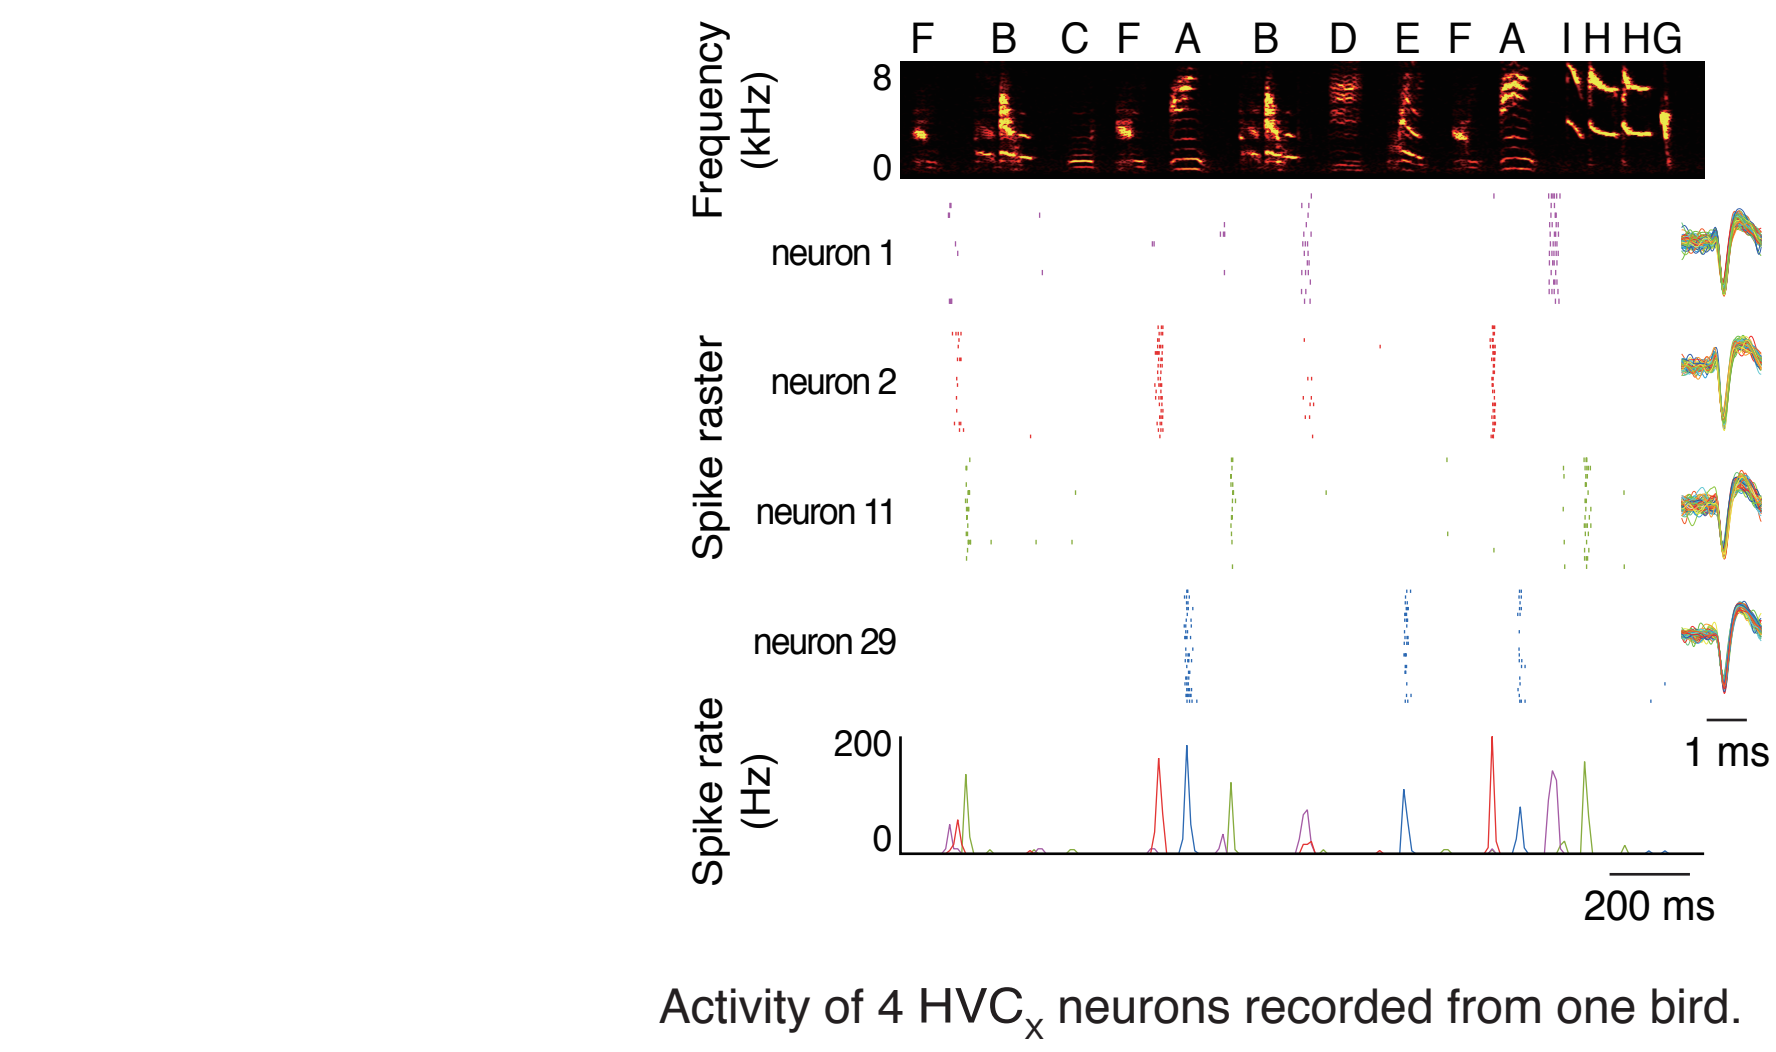 F B C F A B D E F A I H H G
Frequency
(kHz)
8
0
neuron 1
neuron 2
Spike raster
neuron 11
neuron 29
Spike rate
(Hz)
200
0
1 ms
200 ms
Activity of 4 HVCX neurons recorded from one bird.